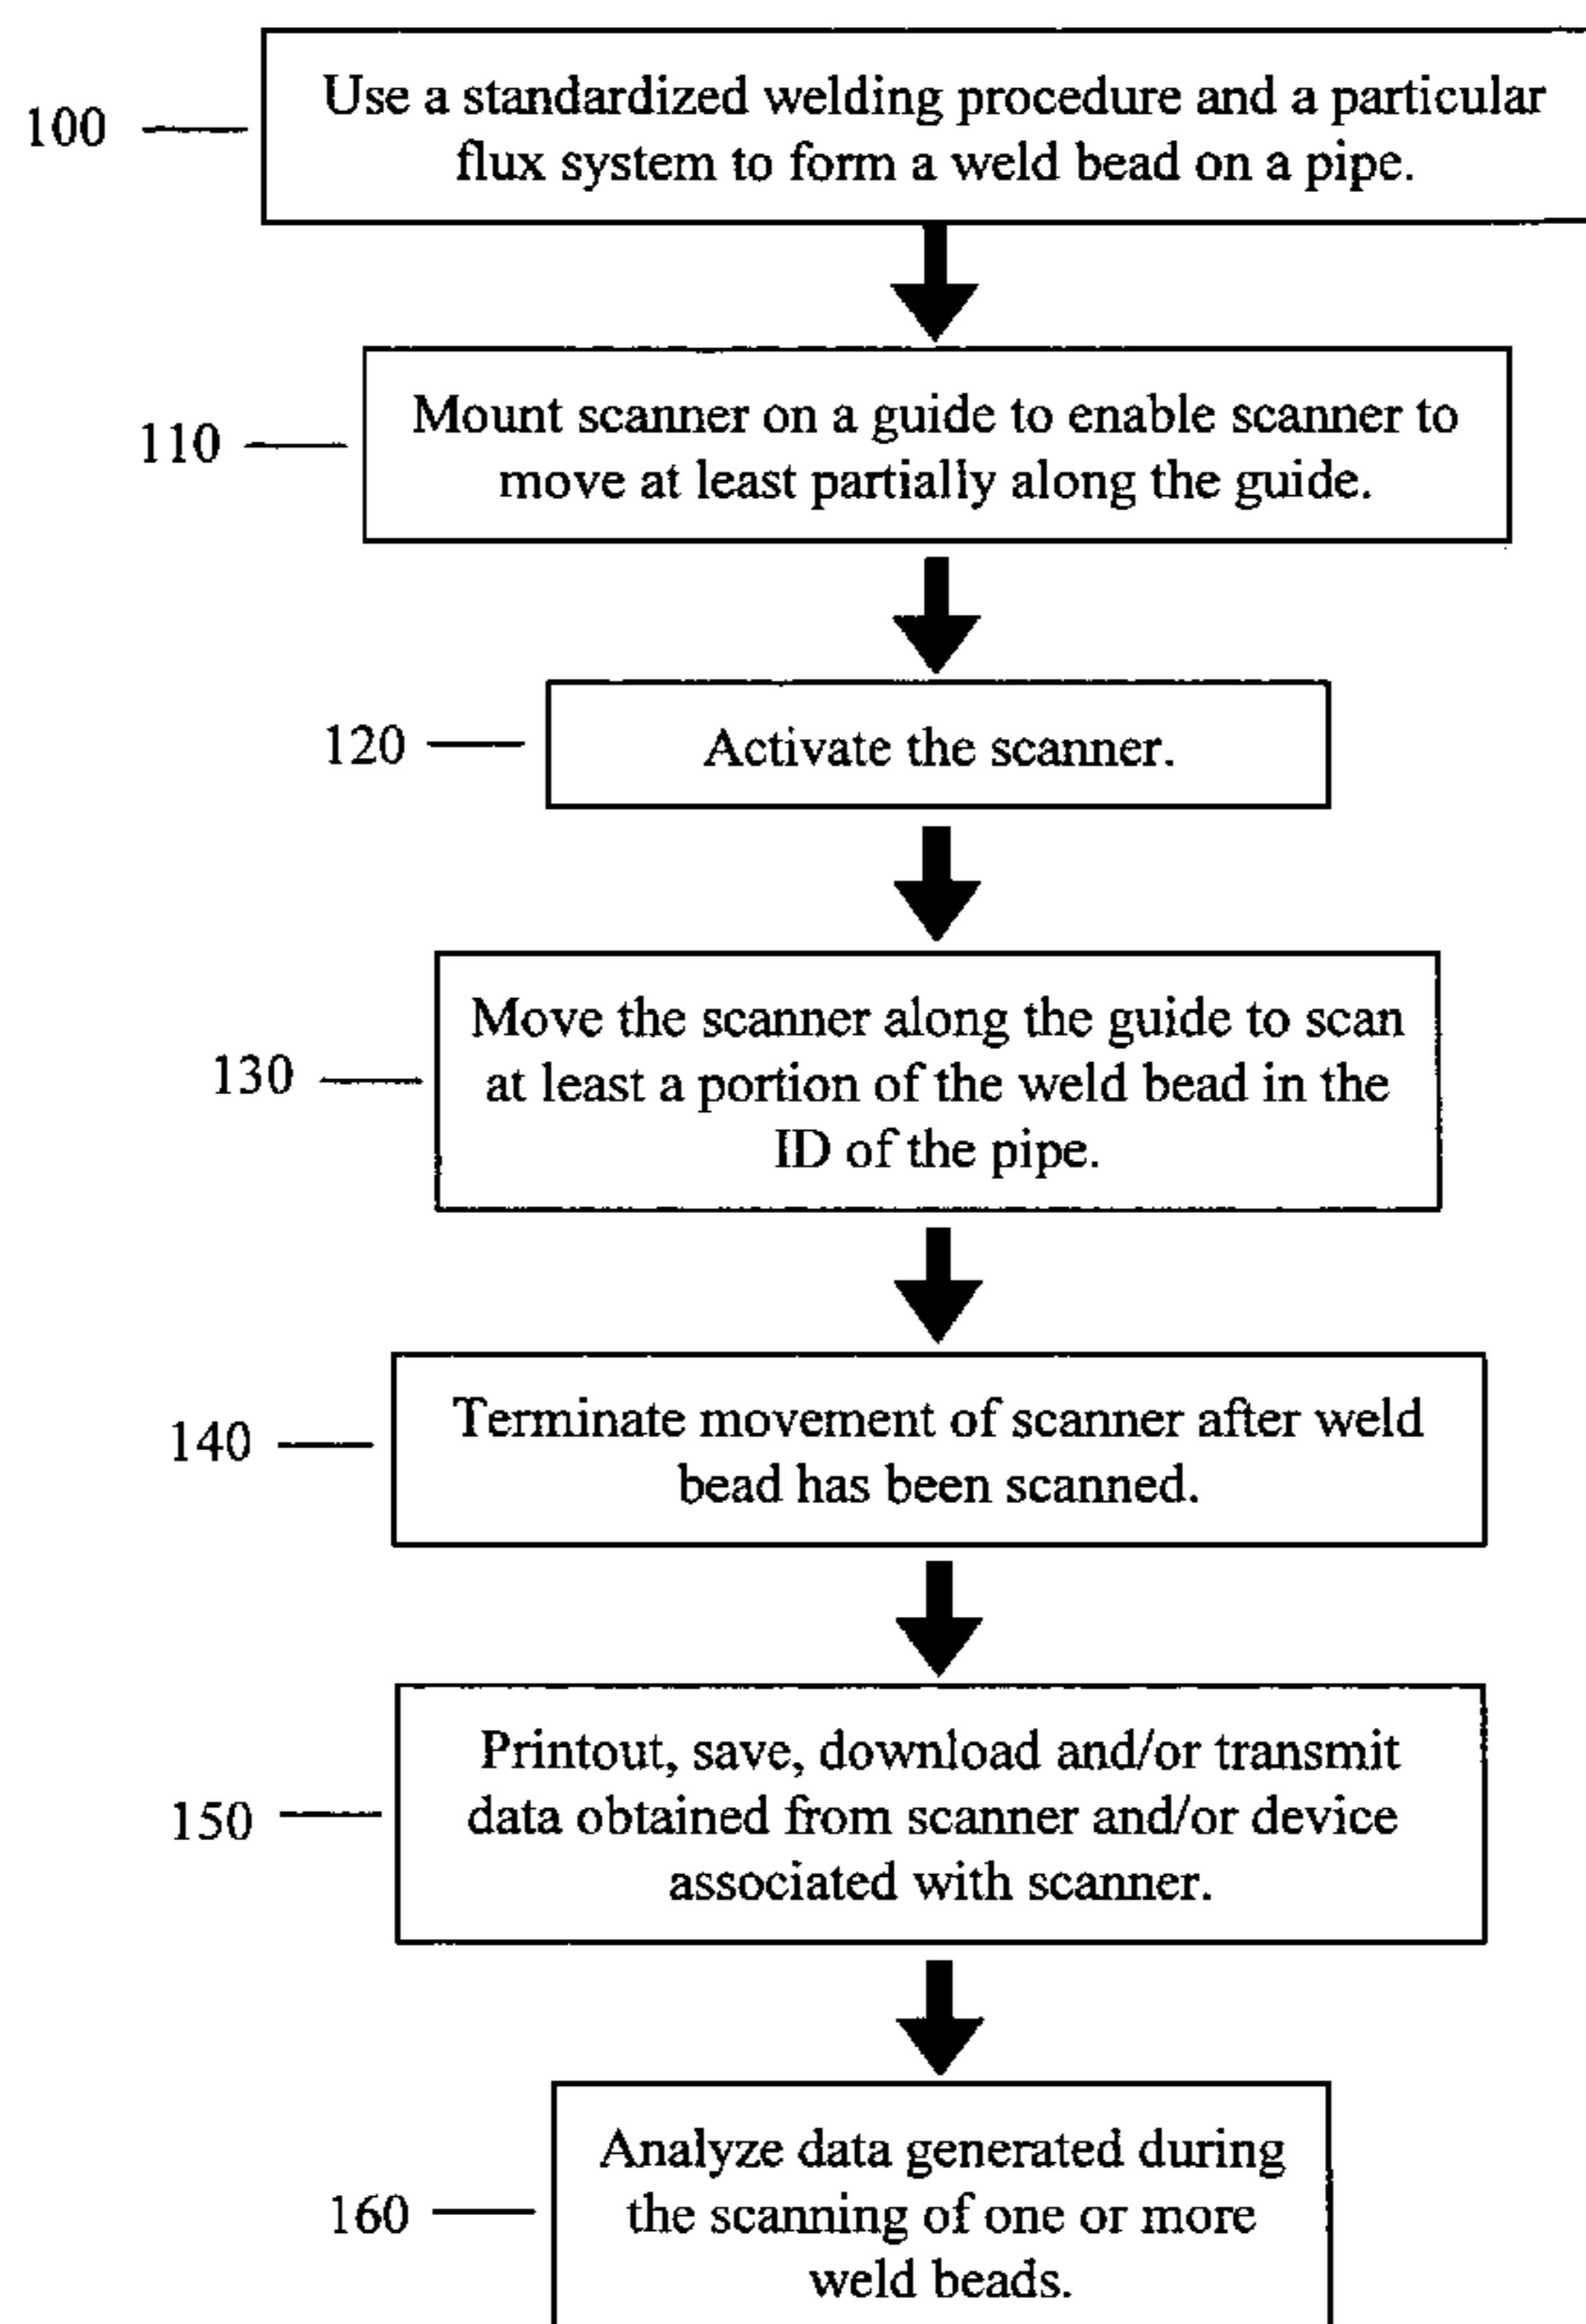 100
Use a standardized welding procedure and a particular
flux system to form a weld bead on a pipe.
110
Mount scanner on a guide to enable scanner to
move at least partially along the guide.
120
Activate the scanner.
130
Move the scanner along the guide to scan
at least a portion of the weld bead in the
ID of the pipe.
140
Terminate movement of scanner after weld
bead has been scanned.
150
Printout, save, download and/or transmit
data obtained from scanner and/or device
associated with scanner.
160
Analyze data generated during
the scanning of one or more
weld beads.